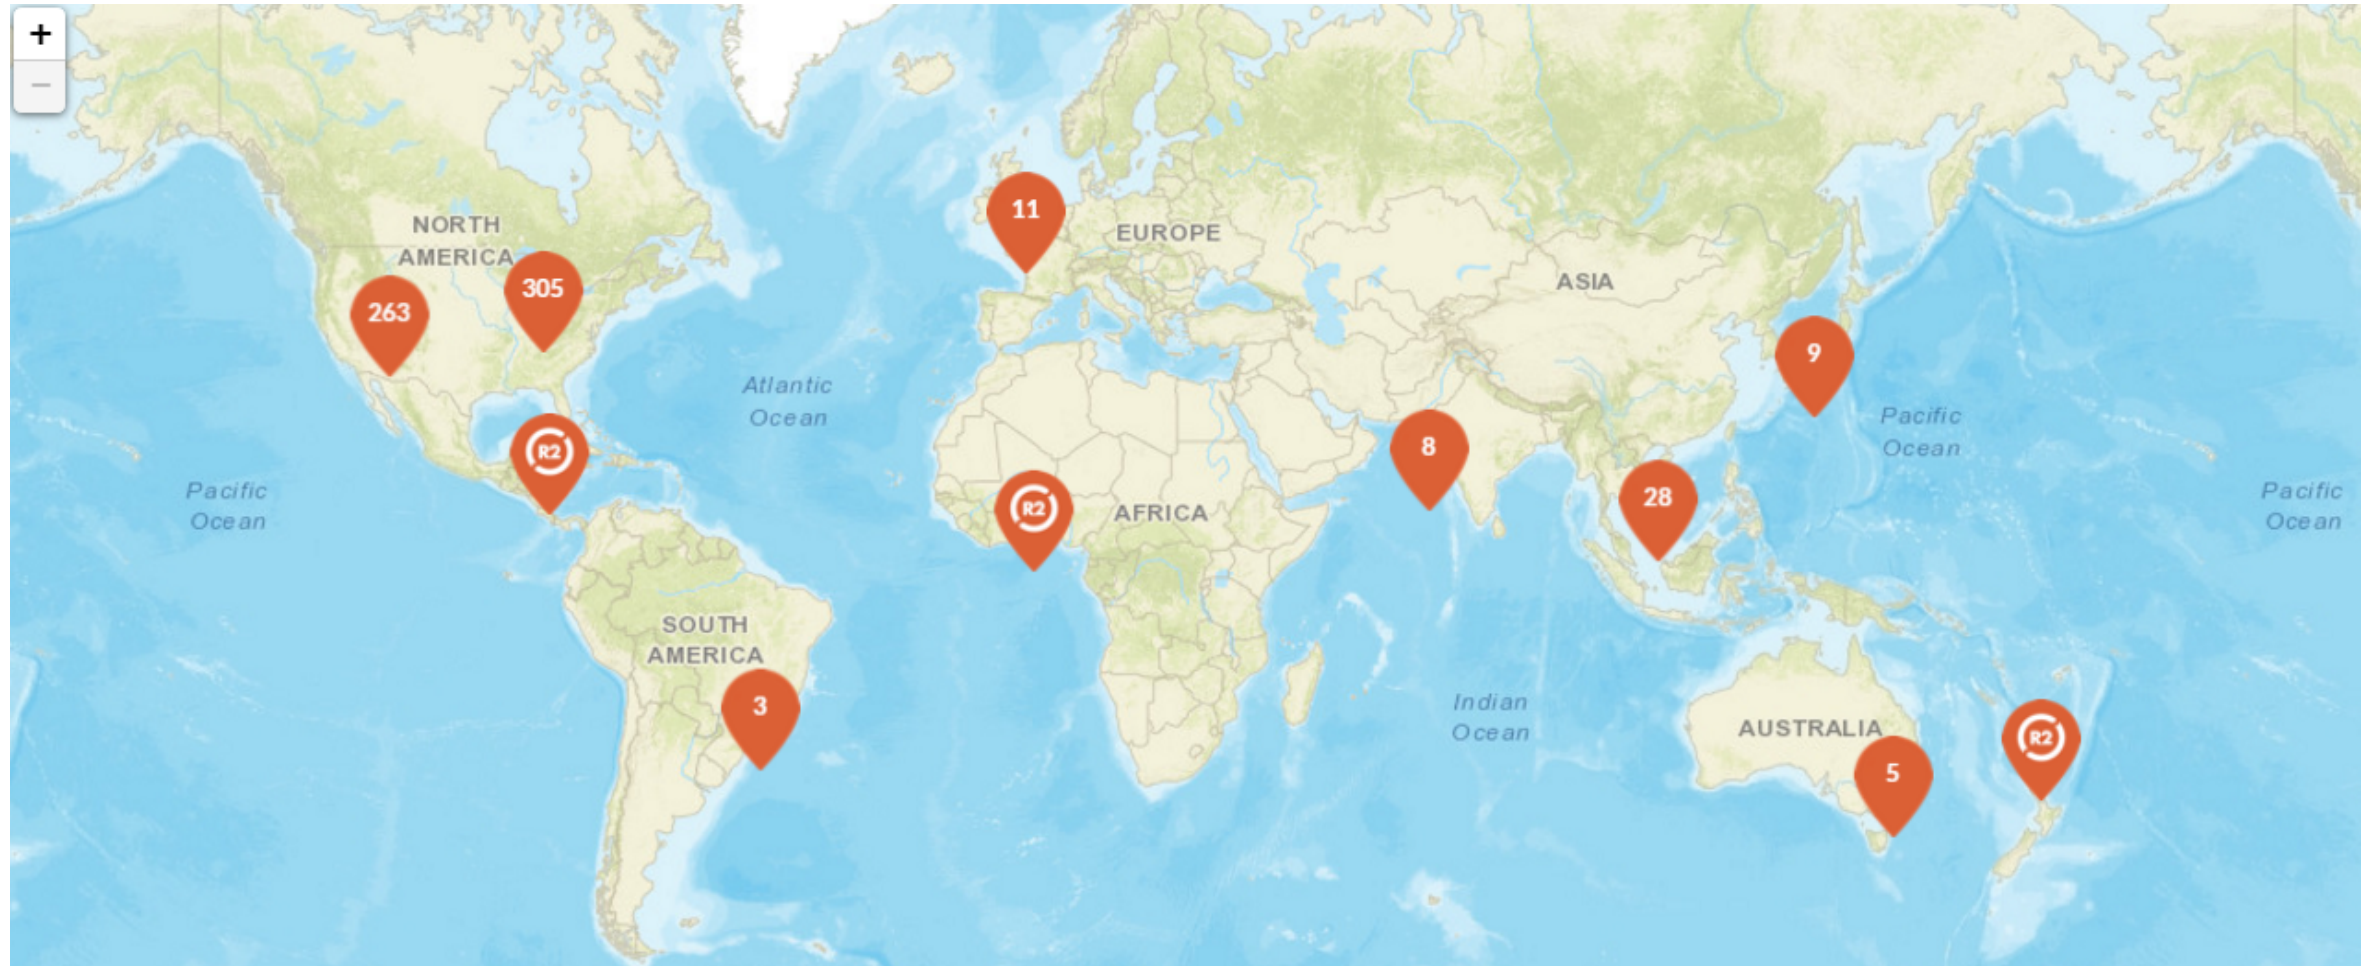 +
−
NORTH
AMERICA
11
EUROPE
ASIA
263
305
9
Atlantic
Ocean
R2
8
Pacific
Ocean
Pacific
Ocean
R2
AFRICA
28
Pacific
Ocean
SOUTH
AMERICA
3
Indian
Ocean
AUSTRALIA
5
R2